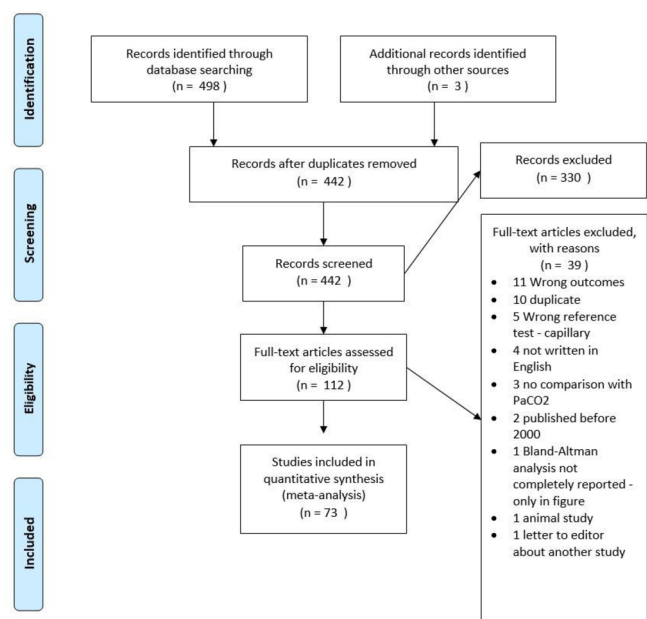 Identification
Records identified through
database searching
(n = 498 )
Additional records identified
through other sources
(n = 3 )
Records after duplicates removed
(n = 442 )
Records excluded
(n = 330 )
Screening
Records screened
(n = 442 )
Full-text articles excluded,
with reasons
(n = 39 )
• 11 Wrong outcomes
• 10 duplicate
• 5 Wrong reference
test - capillary
• 4 not written in
English
• 3 no comparison with
PaCO2
• 2 published before
2000
• 1 Bland-Altman
analysis not
completely reported -
only in figure
• 1 animal study
• 1 letter to editor
about another study
Eligibility
Full-text articles assessed
for eligibility
(n = 112 )
Included
Studies included in
quantitative synthesis
(meta-analysis)
(n = 73 )